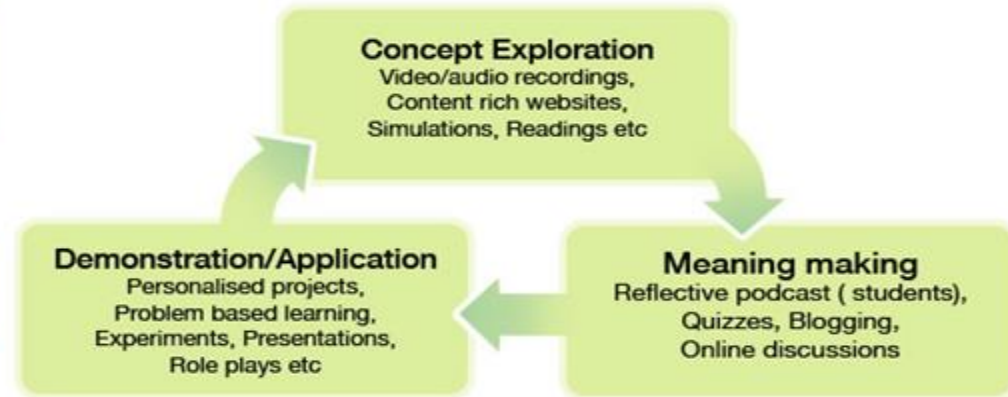 Concept Exploration
Video/audio recordings,
Content rich websites,
Simulations, Readings etc
Demonstration/Application
Personalised projects,
Problem based learning,
Experiments, Presentations,
Role plays etc
Meaning making
Reflective podcast ( students),
Quizzes, Blogging,
Online discussions